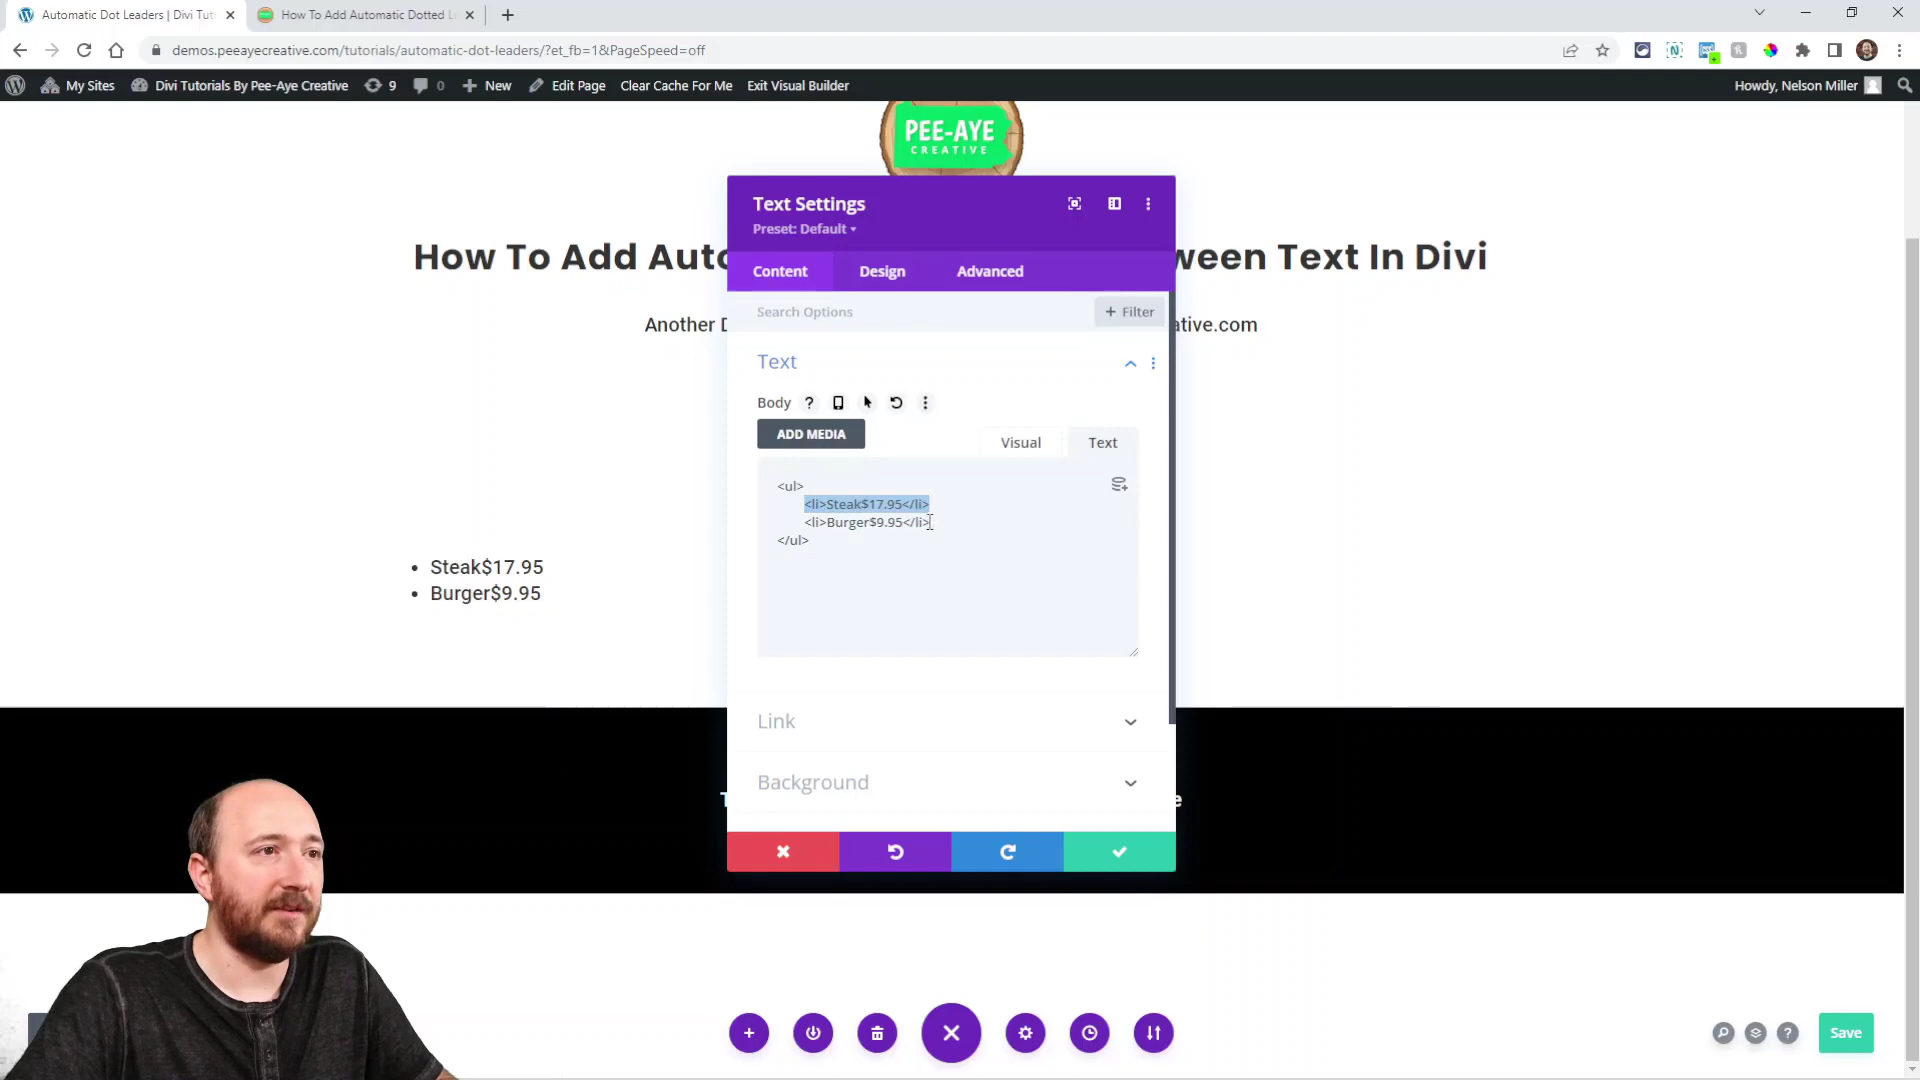 Automatic Dot Leaders | Divi Tut
How To Add Automatic Dotted L
demos.peeayecreative.com/tutorials/automatic-dot-leaders/?et_fb=1&PageSpeed=off
My Sites
Divi Tutorials By Pee-Aye Creative
9
0
New
Edit Page
Clear Cache For Me
Exit Visual Builder
Howdy, Nelson Miller
PEE-AYE
CREATIVE
Text Settings
Preset: Default
How To Add Auto
ween Text In Divi
Content
Design
Advanced
Search Options
+ Filter
Another D
ative.com
Text
Body
ADD MEDIA
Visual
Text
<ul>
<li>Steak$17.95</li>
<li>Burger$9.95</li>
</ul>
Steak$17.95
Burger$9.95
Link
Background
T
e
Save